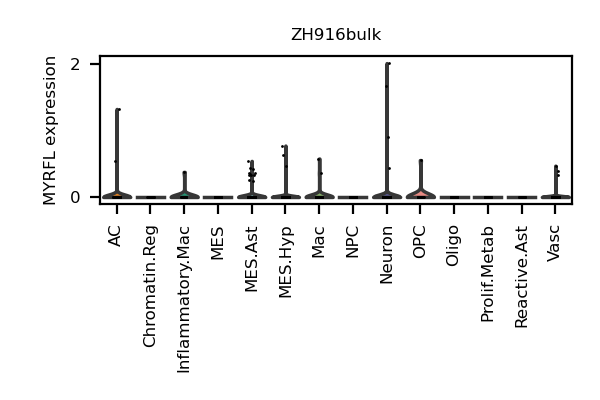 ZH916bulk
MYRFL expression
2
0
AC
Chromatin.Reg
Inflammatory.Mac
MES
MES.Ast
MES.Hyp
Mac
NPC
Neuron
OPC
Oligo
Prolif.Metab
Reactive.Ast
Vasc